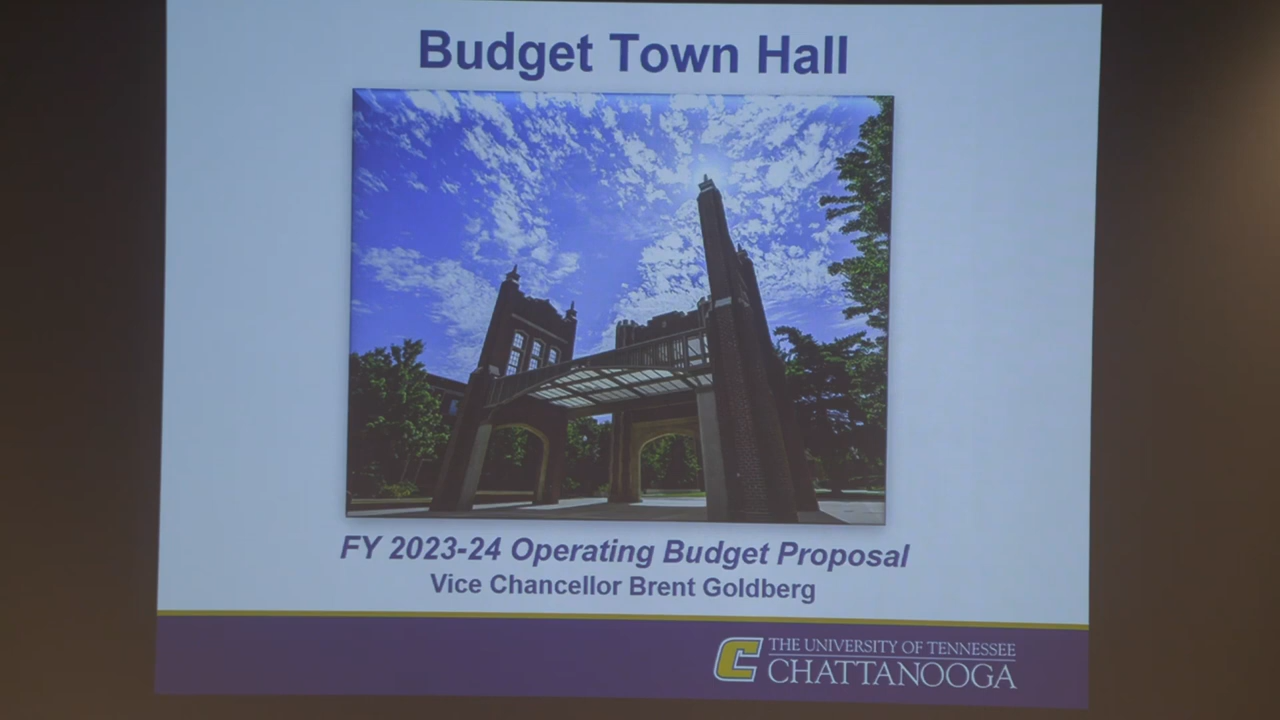 Budget Town Hall
FY 2023-24 Operating Budget Proposal
Vice Chancellor Brent Goldberg
C
THE UNIVERSITY OF TENNESSEE
CHATTANOOGA